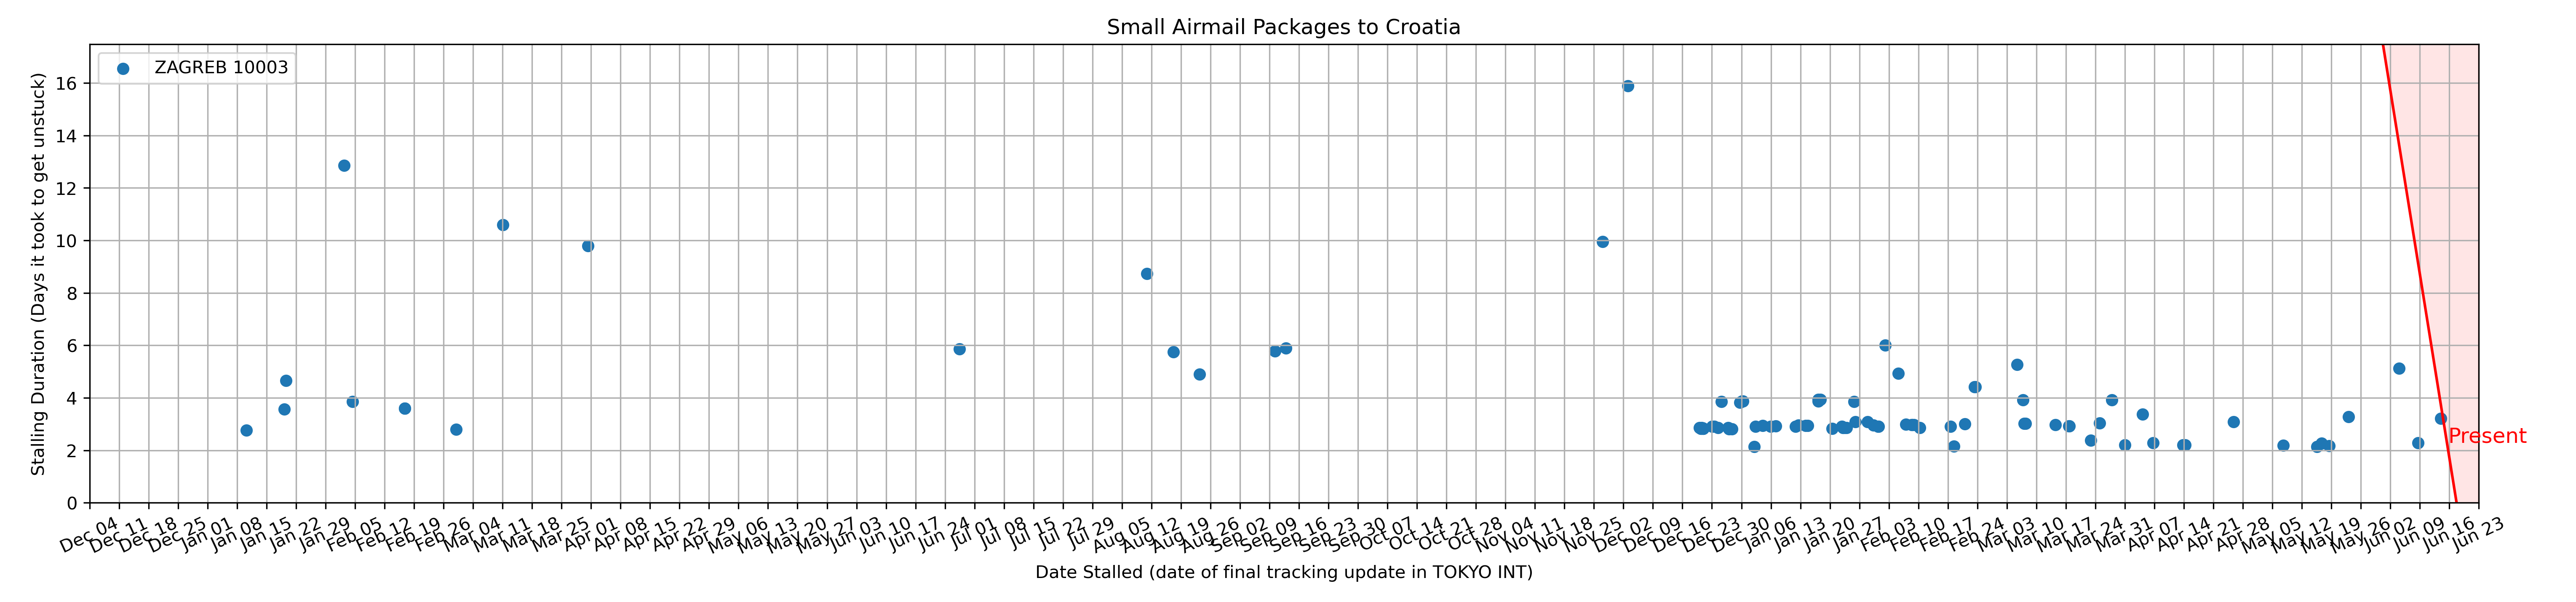 Small Airmail Packages to Croatia
ZAGREB 10003
Stalling Duration (Days it took to get unstuck)
16
14
12
10
8
6
4
2
0
Present
Dec 04
Dec 11
Dec 18
Dec 25
Jan 01
Jan 08
Jan 15
Jan 22
Jan 29
Feb 05
Feb 12
Feb 19
Feb 26
Mar 04
Mar 11
Mar 18
Mar 25
Apr 01
Apr 08
Apr 15
Apr 22
Apr 29
May 06
May 13
May 20
May 27
Jun 03
Jun 10
Jun 17
Jun 24
Jul 01
Jul 08
Jul 15
Jul 22
Jul 29
Aug 05
Aug 12
Aug 19
Aug 26
Sep 02
Sep 09
Sep 16
Sep 23
Sep 30
Oct 07
Oct 14
Oct 21
Oct 28
Nov 04
Nov 11
Nov 18
Nov 25
Dec 02
Dec 09
Dec 16
Dec 23
Dec 30
Jan 06
Jan 13
Jan 20
Jan 27
Feb 03
Feb 10
Feb 17
Feb 24
Mar 03
Mar 10
Mar 17
Mar 24
Mar 31
Apr 07
Apr 14
Apr 21
Apr 28
May 05
May 12
May 19
May 26
Jun 02
Jun 09
Jun 16
Jun 23
Date Stalled (date of final tracking update in TOKYO INT)